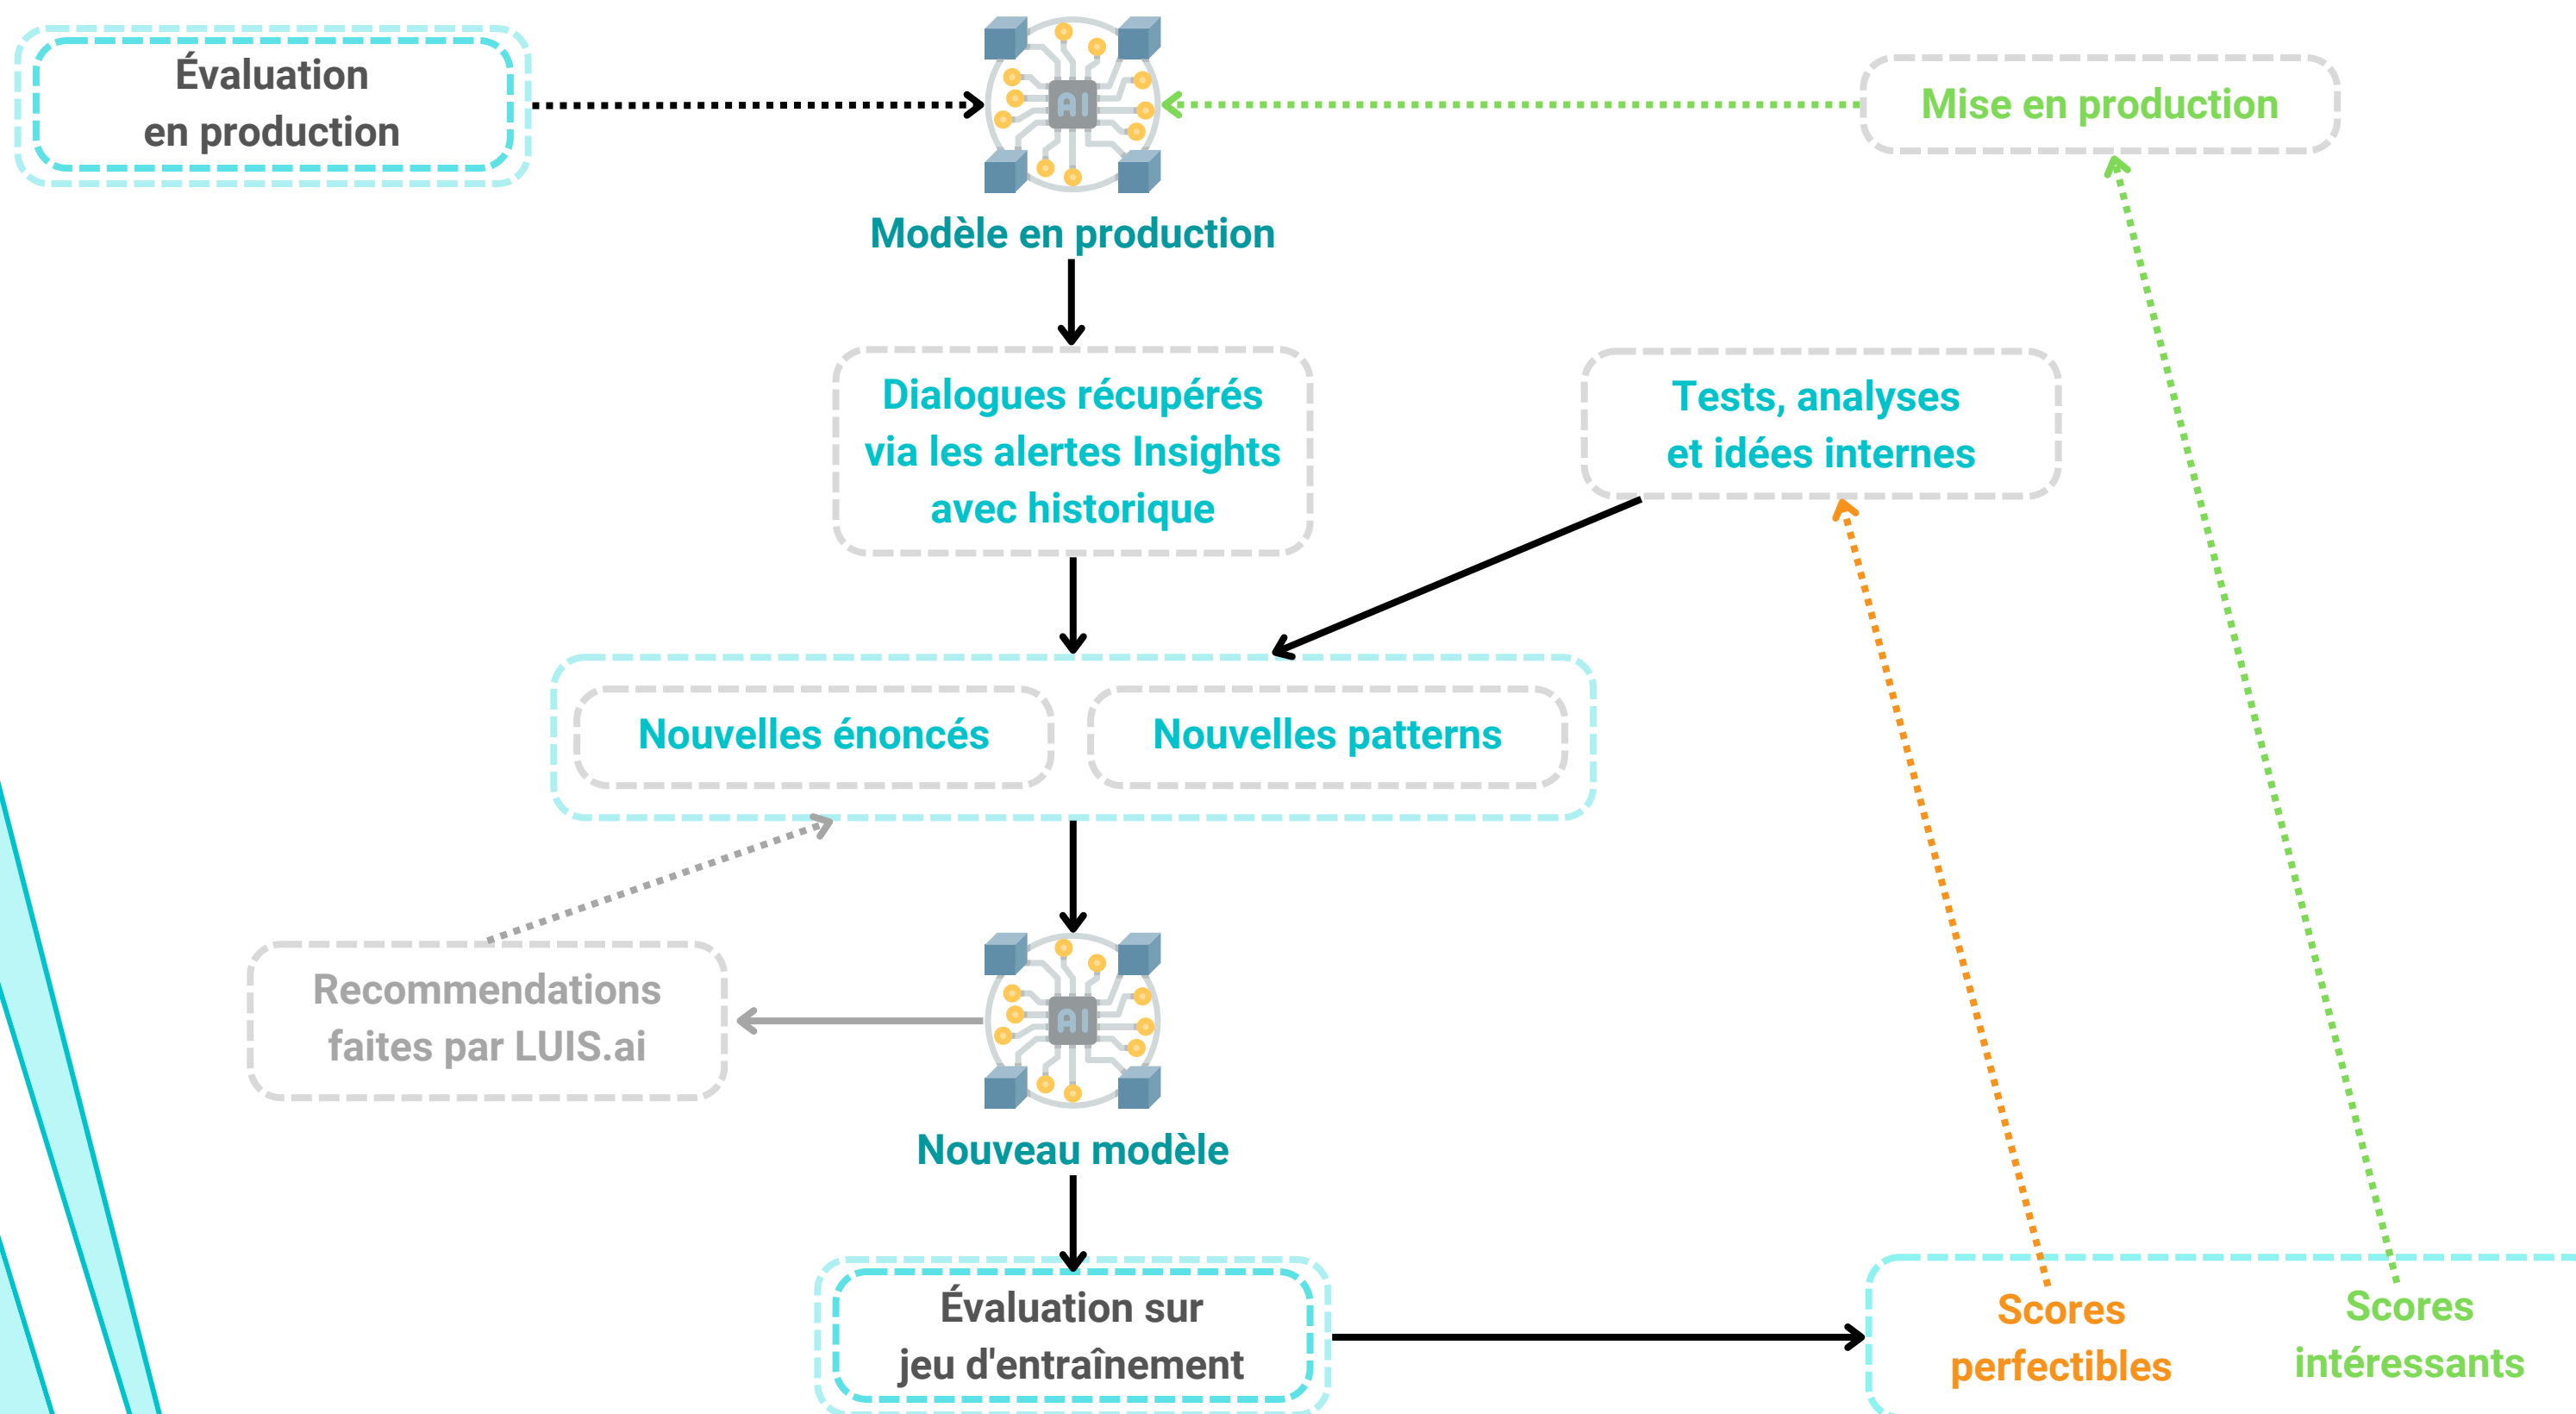 Évaluation
en production
AI
Mise en production
Modèle en production
Dialogues récupérés
via les alertes Insights
avec historique
Tests, analyses
et idées internes
Nouvelles énoncés
Nouvelles patterns
Recommendations
faites par LUIS.ai
AI
Nouveau modèle
Évaluation sur
jeu d'entraînement
Scores
perfectibles
Scores
intéressants